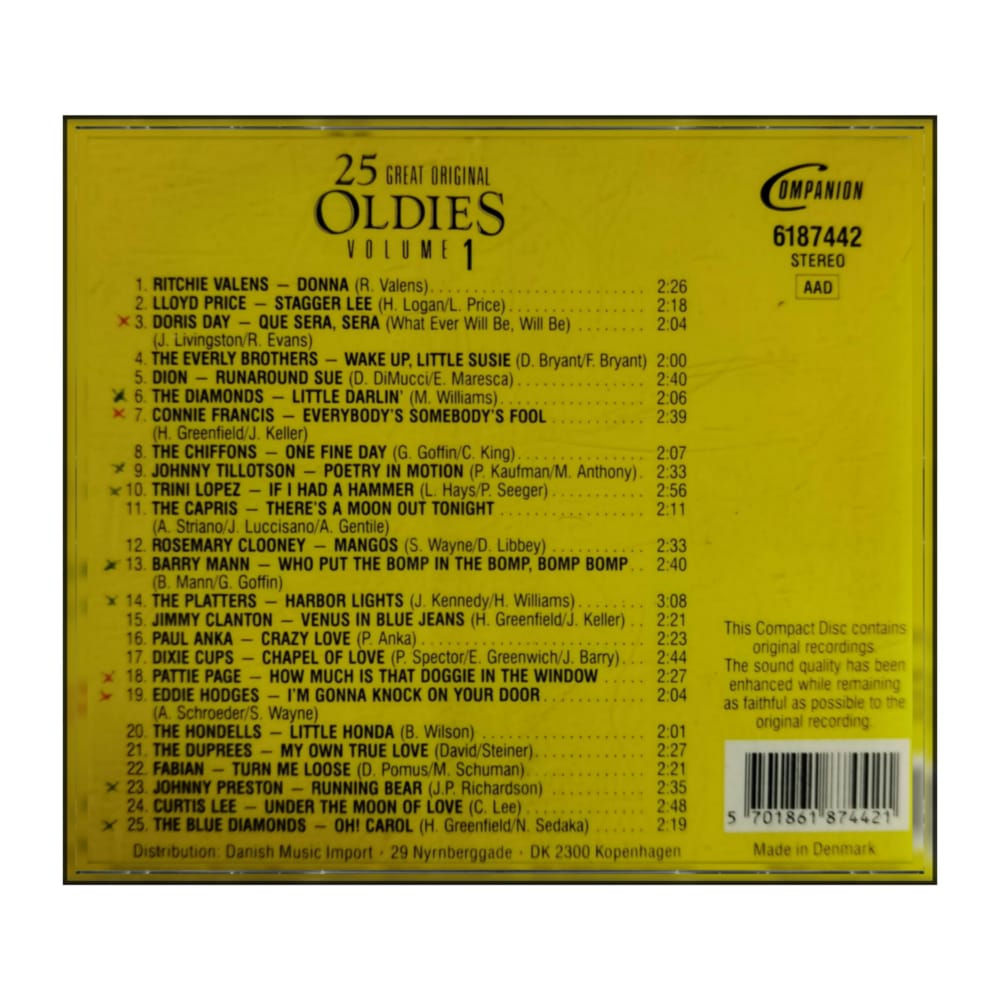 25 GREAT ORIGINAL
OLDIES
VOLUME 1
COMPANION
6187442
STEREO
AAD
1. RITCHIE VALENS — DONNA (R. Valens) 2:26
2. LLOYD PRICE — STAGGER LEE (H. Logan/L. Price) 2:18
3. DORIS DAY — QUE SERA, SERA (What Ever Will Be, Will Be) 2:04
(J. Livingston/R. Evans)
4. THE EVERLY BROTHERS — WAKE UP, LITTLE SUSIE (D. Bryant/F. Bryant) 2:00
5. DION — RUNAROUND SUE (D. DiMucci/E. Maresca) 2:40
6. THE DIAMONDS — LITTLE DARLIN' (M. Williams) 2:06
7. CONNIE FRANCIS — EVERYBODY'S SOMEBODY'S FOOL 2:39
(H. Greenfield/J. Keller)
8. THE CHIFFONS — ONE FINE DAY (G. Goffin/C. King) 2:07
9. JOHNNY TILLOTSON — POETRY IN MOTION (P. Kaufman/M. Anthony) 2:33
10. TRINI LOPEZ — IF I HAD A HAMMER (L. Hays/P. Seeger) 2:56
11. THE CAPRIS — THERE'S A MOON OUT TONIGHT 2:11
(A. Striano/J. Luccisano/A. Gentile)
12. ROSEMARY CLOONEY — MANGOS (S. Wayne/D. Libbey) 2:33
13. BARRY MANN — WHO PUT THE BOMP IN THE BOMP, BOMP BOMP 2:40
(B. Mann/G. Goffin)
14. THE PLATTERS — HARBOR LIGHTS (J. Kennedy/H. Williams) 3:08
15. JIMMY CLANTON — VENUS IN BLUE JEANS (H. Greenfield/J. Keller) 2:21
16. PAUL ANKA — CRAZY LOVE (P. Anka) 2:23
17. DIXIE CUPS — CHAPEL OF LOVE (P. Spector/E. Greenwich/J. Barry) 2:44
18. PATTIE PAGE — HOW MUCH IS THAT DOGGIE IN THE WINDOW 2:27
19. EDDIE HODGES — I'M GONNA KNOCK ON YOUR DOOR 2:04
(A. Schroeder/S. Wayne)
20. THE HONDELLS — LITTLE HONDA (B. Wilson) 2:01
21. THE DUPREES — MY OWN TRUE LOVE (David/Steiner) 2:27
22. FABIAN — TURN ME LOOSE (D. Pomus/M. Schuman) 2:21
23. JOHNNY PRESTON — RUNNING BEAR (J.P. Richardson) 2:35
24. CURTIS LEE — UNDER THE MOON OF LOVE (C. Lee) 2:48
25. THE BLUE DIAMONDS — OH! CAROL (H. Greenfield/N. Sedaka) 2:19
Distribution: Danish Music Import · 29 Nyrnberggade · DK 2300 Kopenhagen
This Compact Disc contains
original recordings.
The sound quality has been
enhanced while remaining
as faithful as possible to the
original recording.
5 701861 874421
Made in Denmark